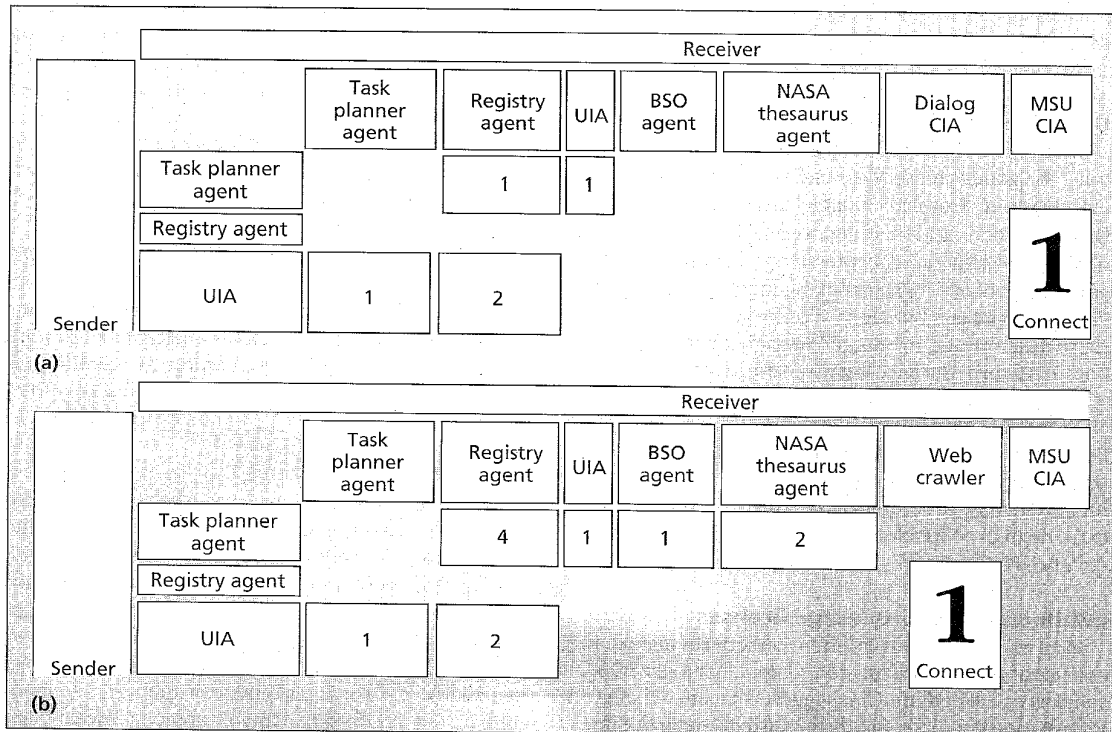 Receiver
Task planner agent
Registry agent
UIA
BSO agent
NASA thesaurus agent
Dialog CIA
MSU CIA
Task planner agent
1
1
Registry agent
UIA
1
2
1
Connect
Sender
(a)
Receiver
Task planner agent
Registry agent
UIA
BSO agent
NASA thesaurus agent
Web crawler
MSU CIA
Task planner agent
4
1
1
2
Registry agent
UIA
1
2
1
Connect
Sender
(b)